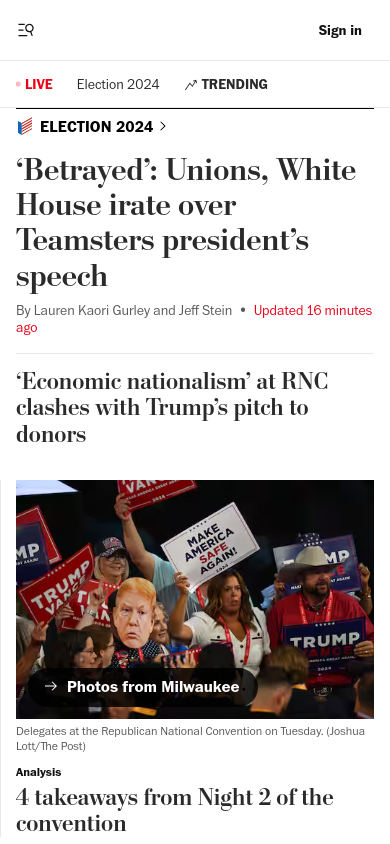 Sign in
LIVE Election 2024 TRENDING
ELECTION 2024
‘Betrayed’: Unions, White
House irate over
Teamsters president’s
speech
By Lauren Kaori Gurley and Jeff Stein • Updated 16 minutes
ago
‘Economic nationalism’ at RNC
clashes with Trump’s pitch to
donors
VANCE
MAKE
AMERICA
SAFE
AGAIN!
TRUMP
TRUMP
→ Photos from Milwaukee
Delegates at the Republican National Convention on Tuesday. (Joshua
Lott/The Post)
Analysis
4 takeaways from Night 2 of the
convention